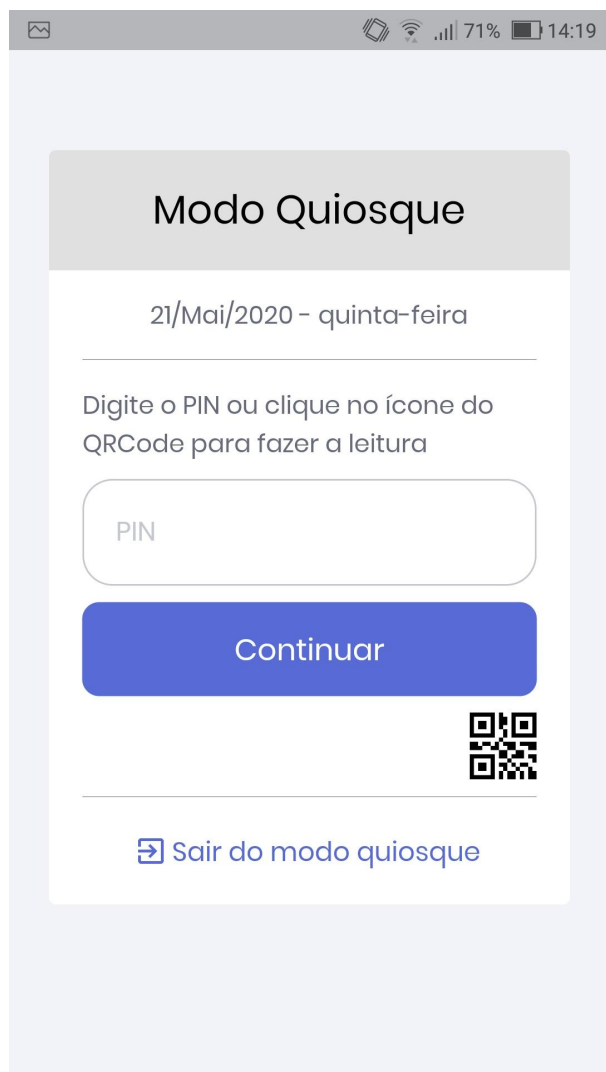 71% 14:19
Modo Quiosque
21/Mai/2020 - quinta-feira
Digite o PIN ou clique no ícone do
QRCode para fazer a leitura
PIN
Continuar
Sair do modo quiosque